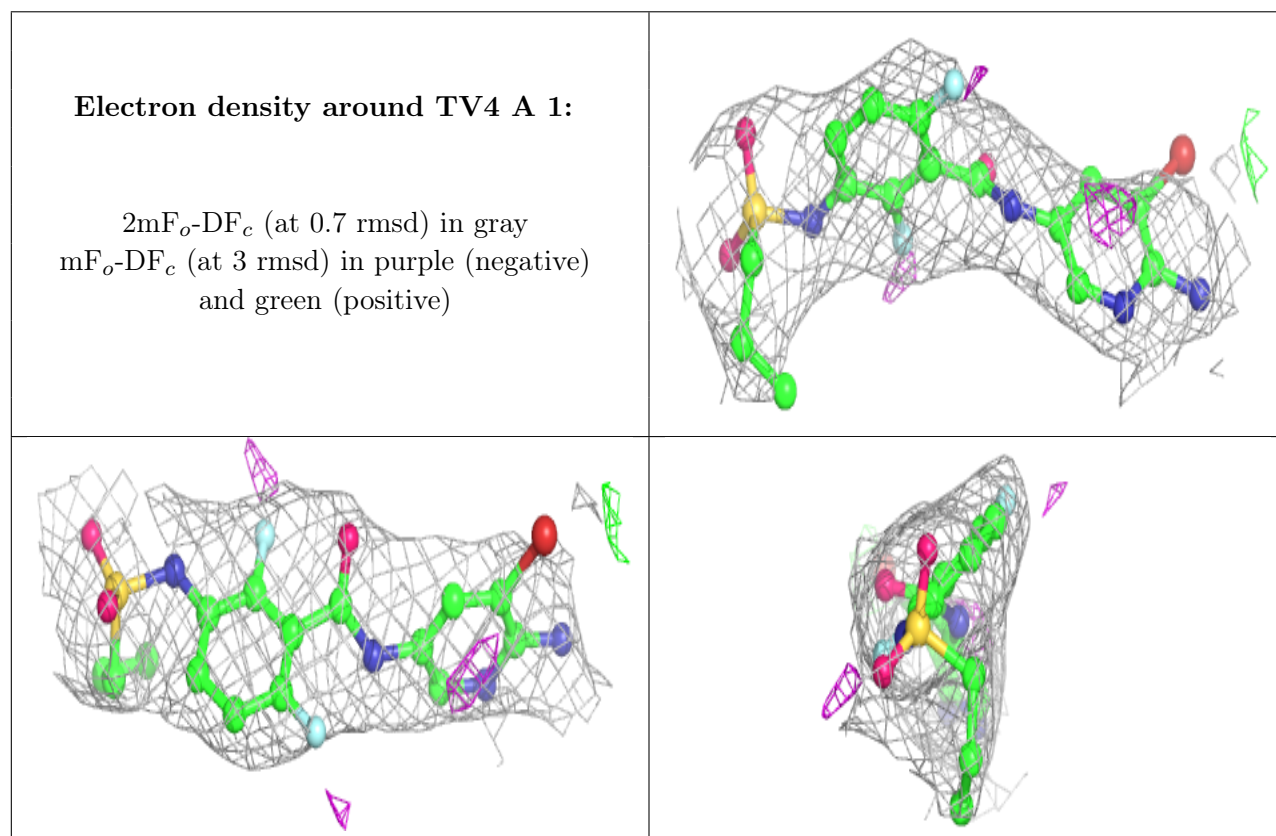 Electron density around TV4 A 1:
2mFo-DFc (at 0.7 rmsd) in gray
mFo-DFc (at 3 rmsd) in purple (negative)
and green (positive)